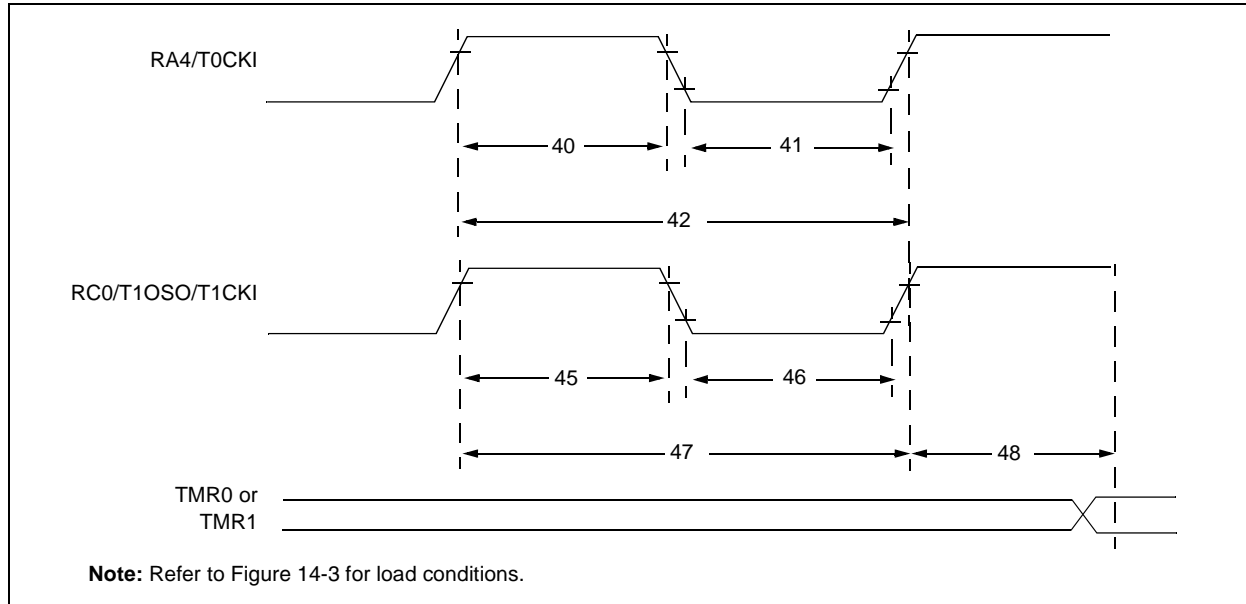 RA4/T0CKI
40
41
42
RC0/T1OSO/T1CKI
45
46
47
48
TMR0 or
TMR1
Note: Refer to Figure 14-3 for load conditions.